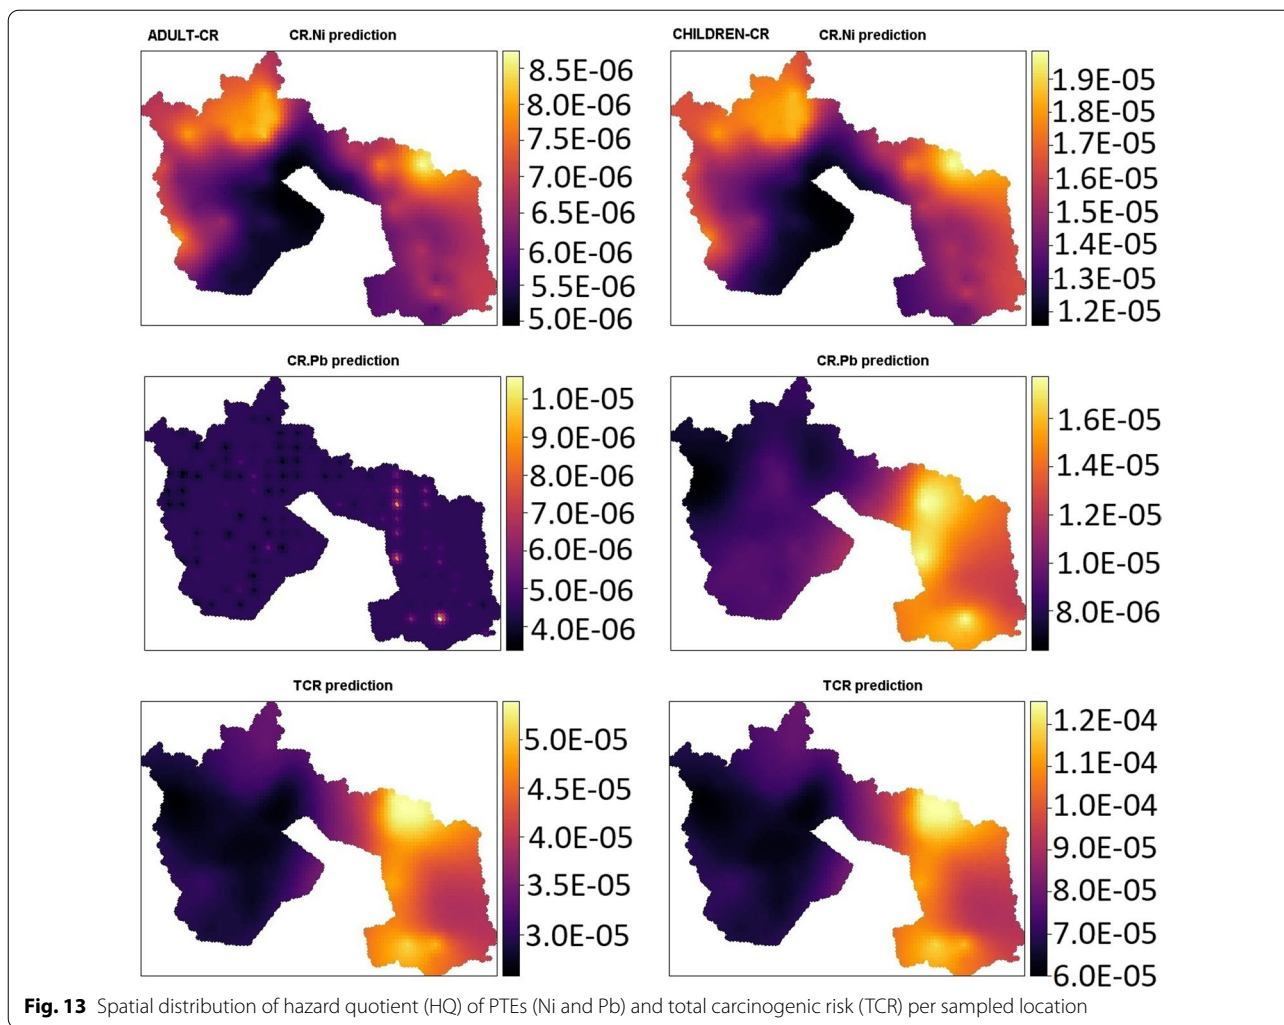 ADULT-CR CR.Ni prediction
8.5E-06
8.0E-06
7.5E-06
7.0E-06
6.5E-06
6.0E-06
5.5E-06
5.0E-06
CHILDREN-CR CR.Ni prediction
1.9E-05
1.8E-05
1.7E-05
1.6E-05
1.5E-05
1.4E-05
1.3E-05
1.2E-05
CR.Pb prediction
1.0E-05
9.0E-06
8.0E-06
7.0E-06
6.0E-06
5.0E-06
4.0E-06
CR.Pb prediction
1.6E-05
1.4E-05
1.2E-05
1.0E-05
8.0E-06
TCR prediction
5.0E-05
4.5E-05
4.0E-05
3.5E-05
3.0E-05
TCR prediction
1.2E-04
1.1E-04
1.0E-04
9.0E-05
8.0E-05
7.0E-05
6.0E-05
Fig. 13 Spatial distribution of hazard quotient (HQ) of PTEs (Ni and Pb) and total carcinogenic risk (TCR) per sampled location